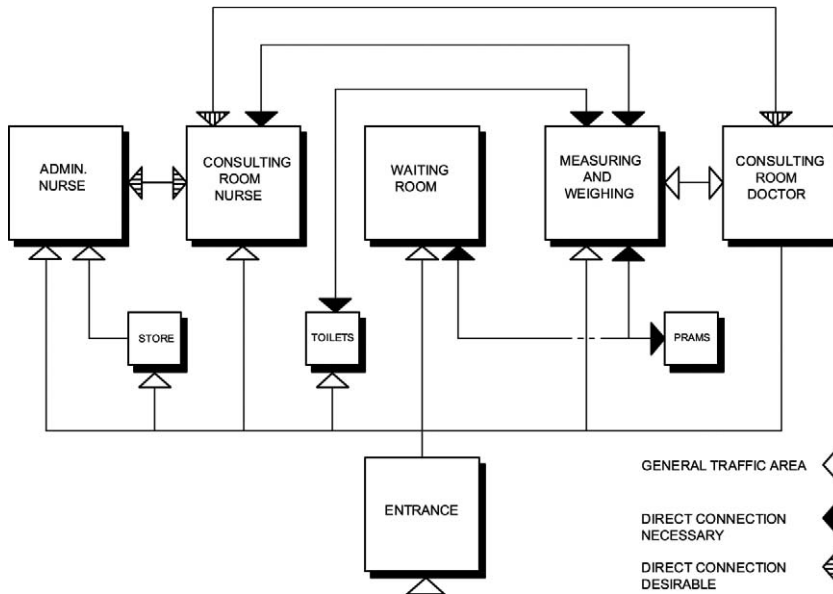 ADMIN.
NURSE
CONSULTING
ROOM
NURSE
WAITING
ROOM
MEASURING
AND
WEIGHING
CONSULTING
ROOM
DOCTOR
STORE
TOILETS
PRAMS
ENTRANCE
GENERAL TRAFFIC AREA
DIRECT CONNECTION
NECESSARY
DIRECT CONNECTION
DESIRABLE